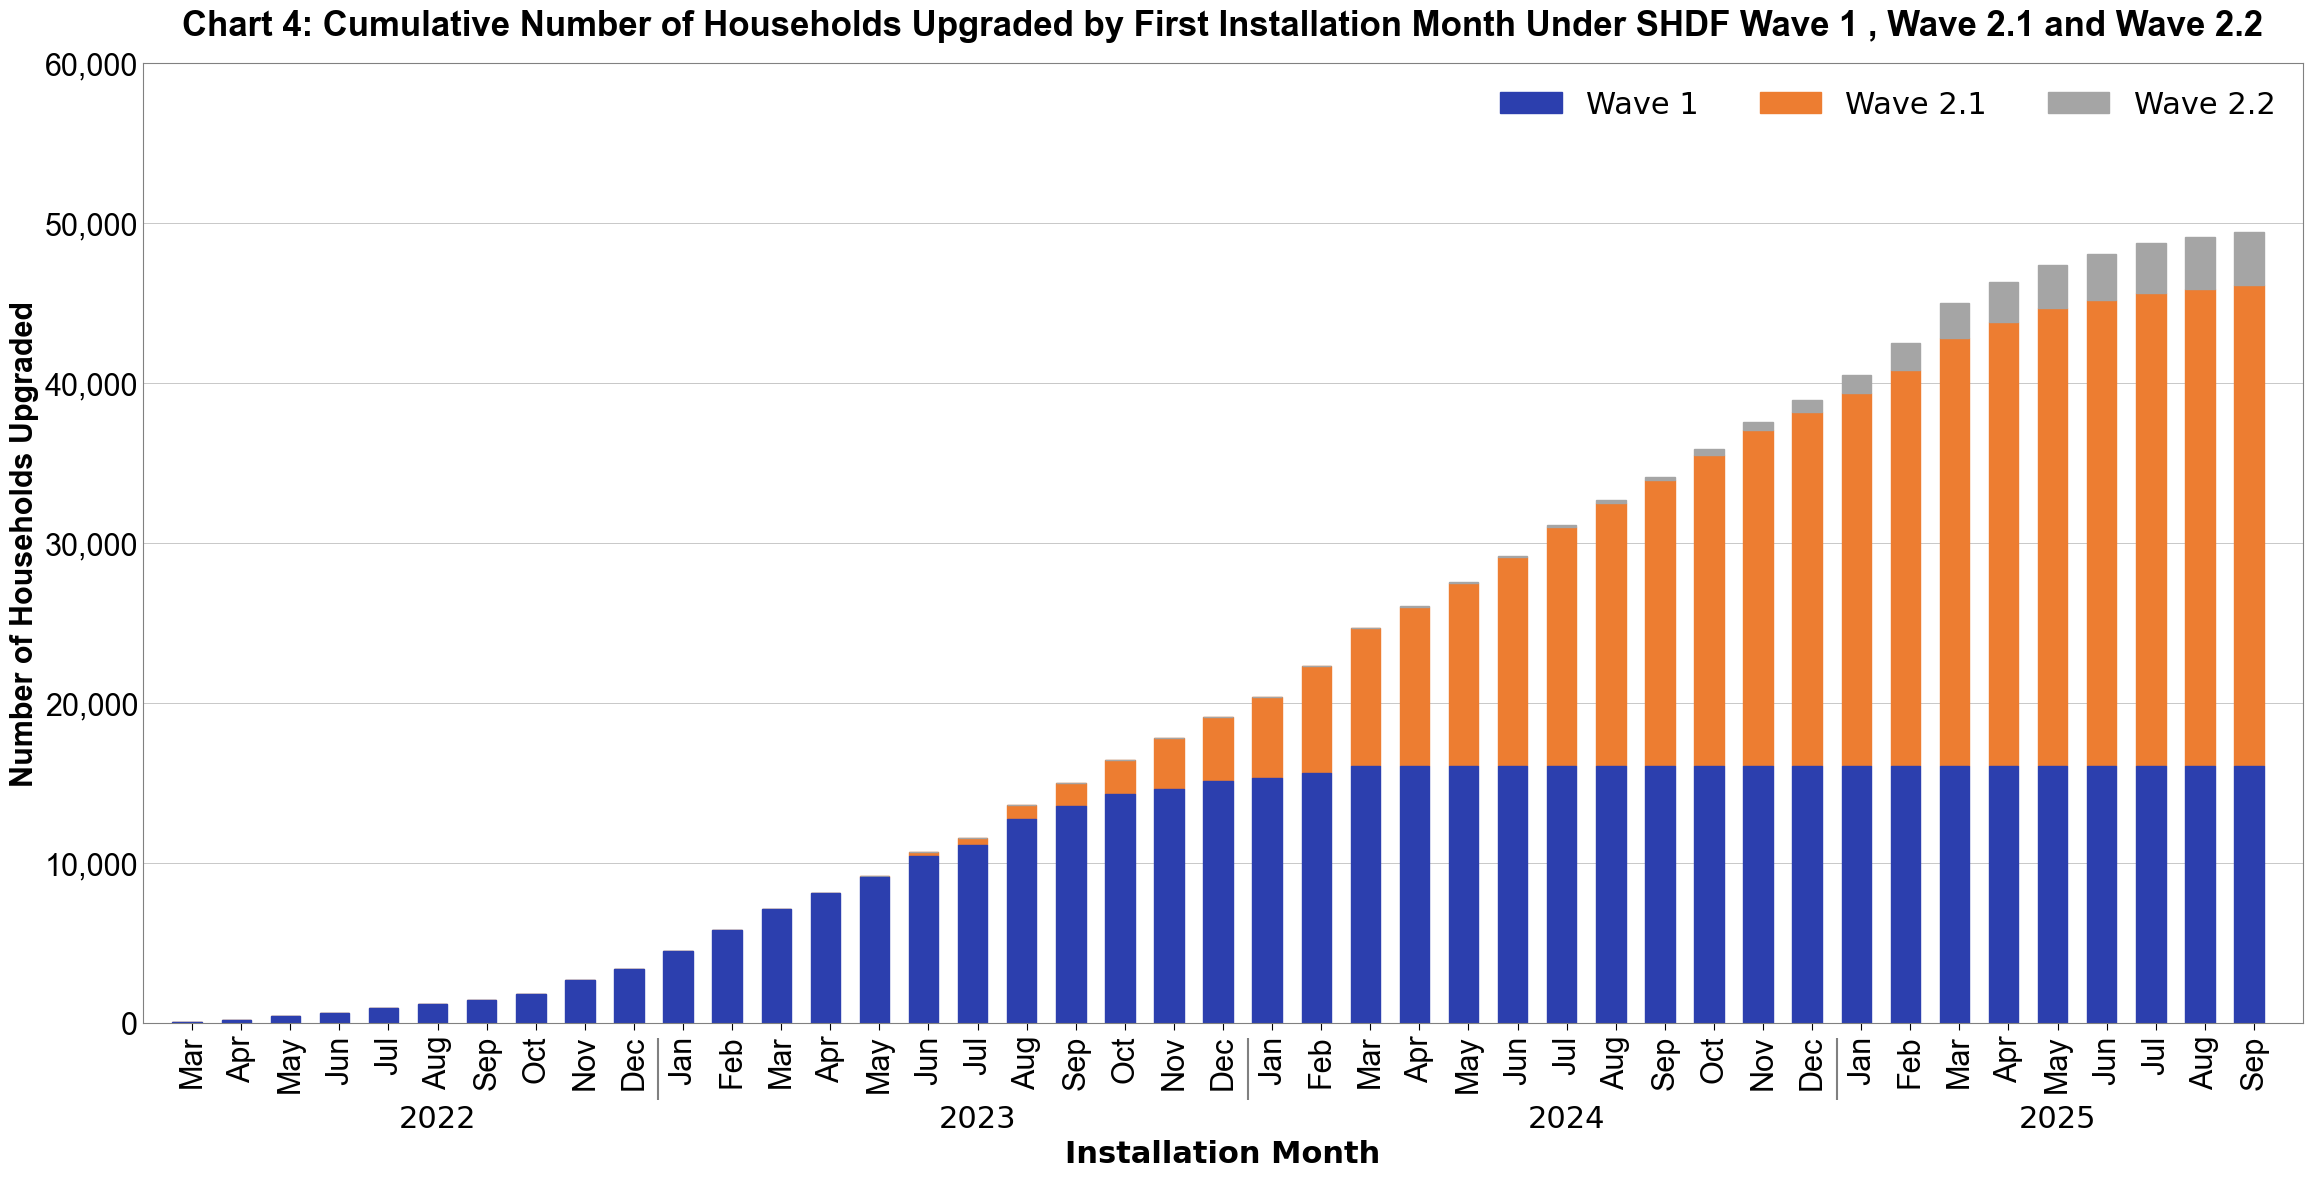 Chart 4: Cumulative Number of Households Upgraded by First Installation Month Under SHDF Wave 1 , Wave 2.1 and Wave 2.2
Wave 1 Wave 2.1 Wave 2.2
Number of Households Upgraded
60,000
50,000
40,000
30,000
20,000
10,000
0
Mar Apr May Jun Jul Aug Sep Oct Nov Dec Jan Feb Mar Apr May Jun Jul Aug Sep Oct Nov Dec Jan Feb Mar Apr May Jun Jul Aug Sep Oct Nov Dec Jan Feb Mar Apr May Jun Jul Aug Sep
2022 2023 2024 2025
Installation Month